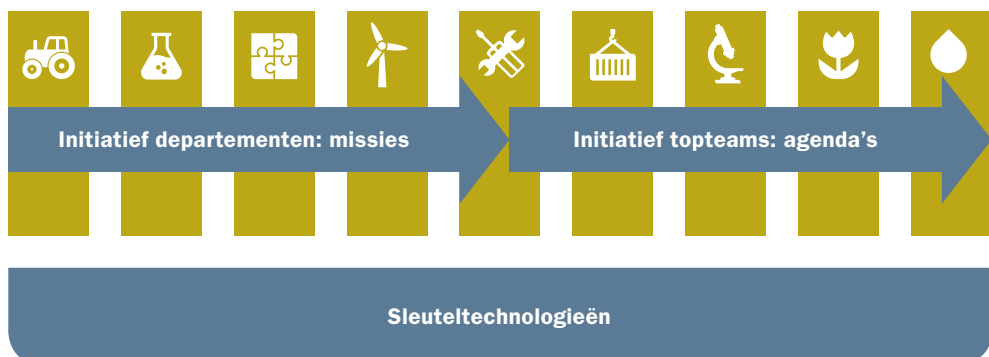 Initiatief departementen: missies
Initiatief topteams: agenda’s
Sleuteltechnologieën